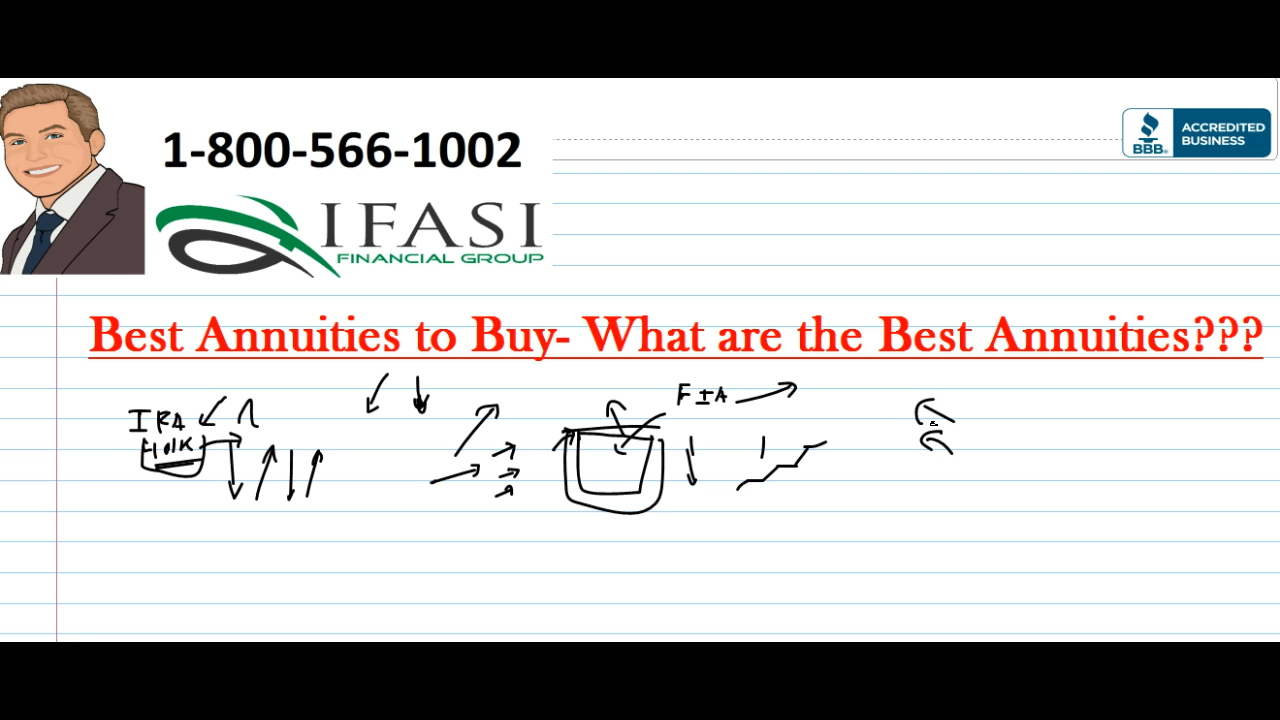 1-800-566-1002
IFASI
FINANCIAL GROUP
BBB.
ACCREDITED
BUSINESS
Best Annuities to Buy- What are the Best Annuities???
IRA
401K
FIA